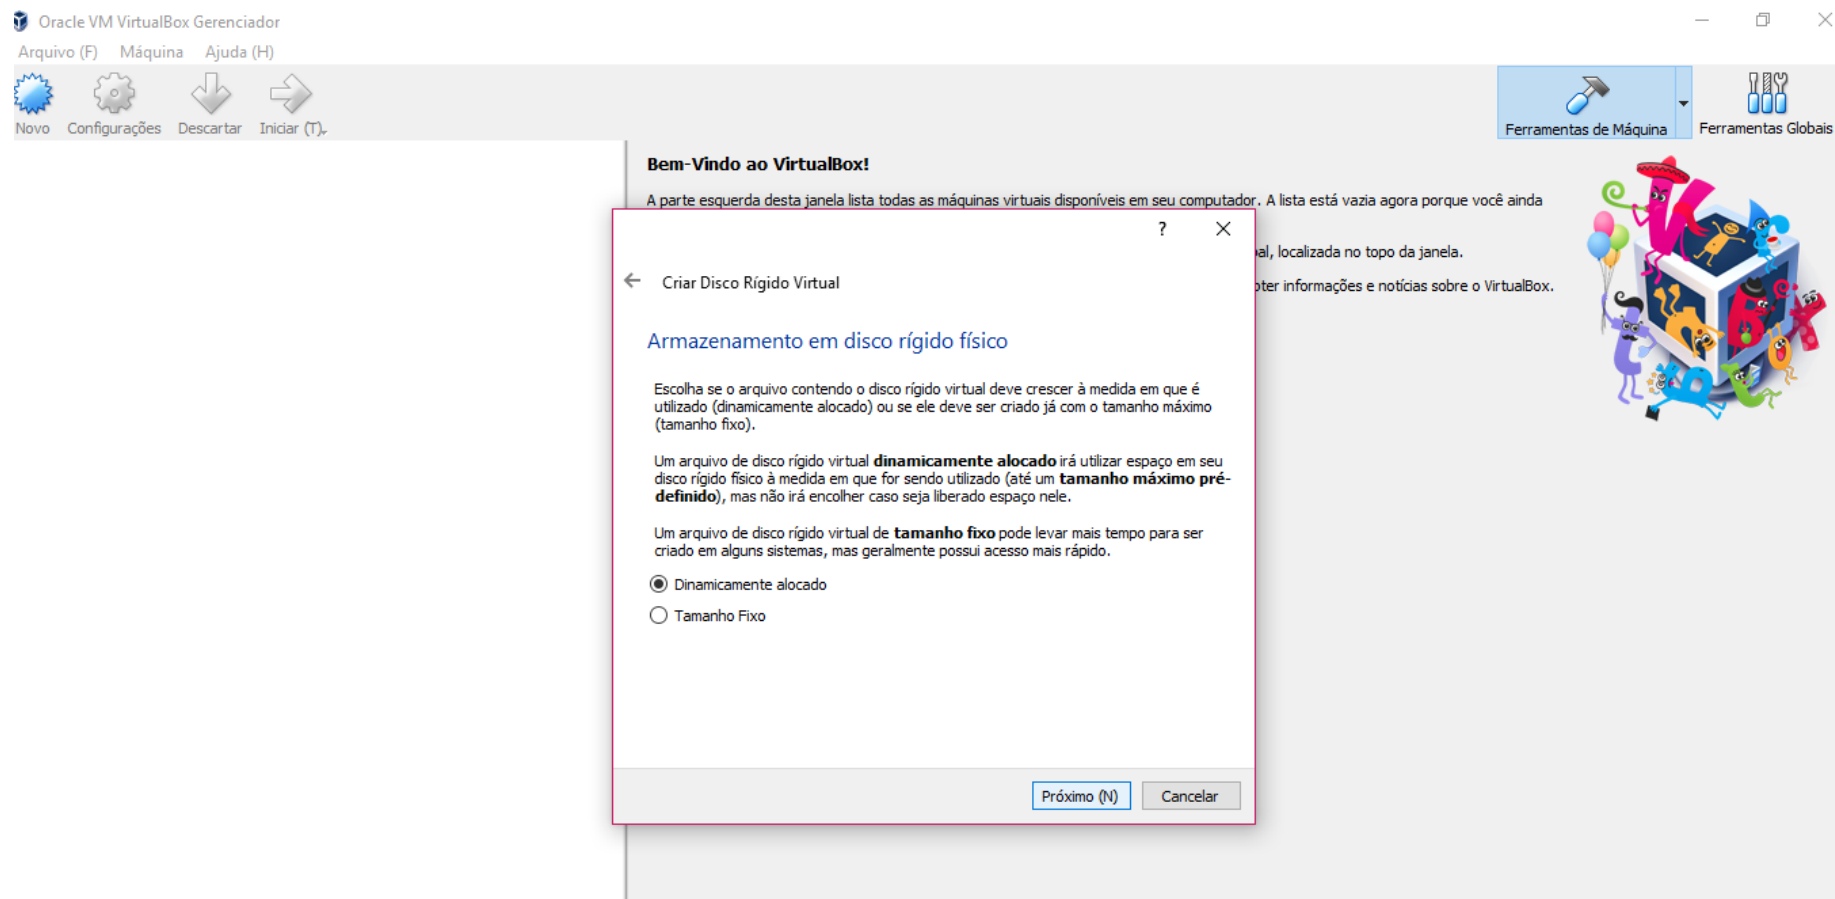 Oracle VM VirtualBox Gerenciador
Arquivo (F) Máquina Ajuda (H)
Novo Configurações Descartar Iniciar (T)
Ferramentas de Máquina Ferramentas Globais
Bem-Vindo ao VirtualBox!
A parte esquerda desta janela lista todas as máquinas virtuais disponíveis em seu computador. A lista está vazia agora porque você ainda
al, localizada no topo da janela.
ter informações e notícias sobre o VirtualBox.
?
Criar Disco Rígido Virtual
Armazenamento em disco rígido físico
Escolha se o arquivo contendo o disco rígido virtual deve crescer à medida em que é
utilizado (dinamicamente alocado) ou se ele deve ser criado já com o tamanho máximo
(tamanho fixo).
Um arquivo de disco rígido virtual dinamicamente alocado irá utilizar espaço em seu
disco rígido físico à medida em que for sendo utilizado (até um tamanho máximo pré-
definido), mas não irá encolher caso seja liberado espaço nele.
Um arquivo de disco rígido virtual de tamanho fixo pode levar mais tempo para ser
criado em alguns sistemas, mas geralmente possui acesso mais rápido.
Dinamicamente alocado
Tamanho Fixo
Próximo (N) Cancelar